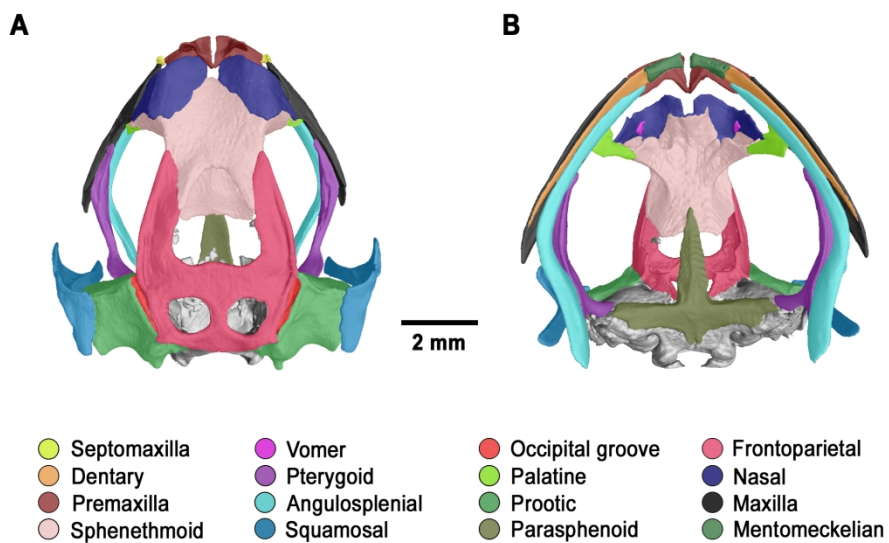 A
B
2 mm
Septomaxilla
Vomer
Occipital groove
Frontoparietal
Dentary
Pterygoid
Palatine
Nasal
Premaxilla
Angulosplenial
Prootic
Maxilla
Sphenethmoid
Squamosal
Parasphenoid
Mentomeckelian